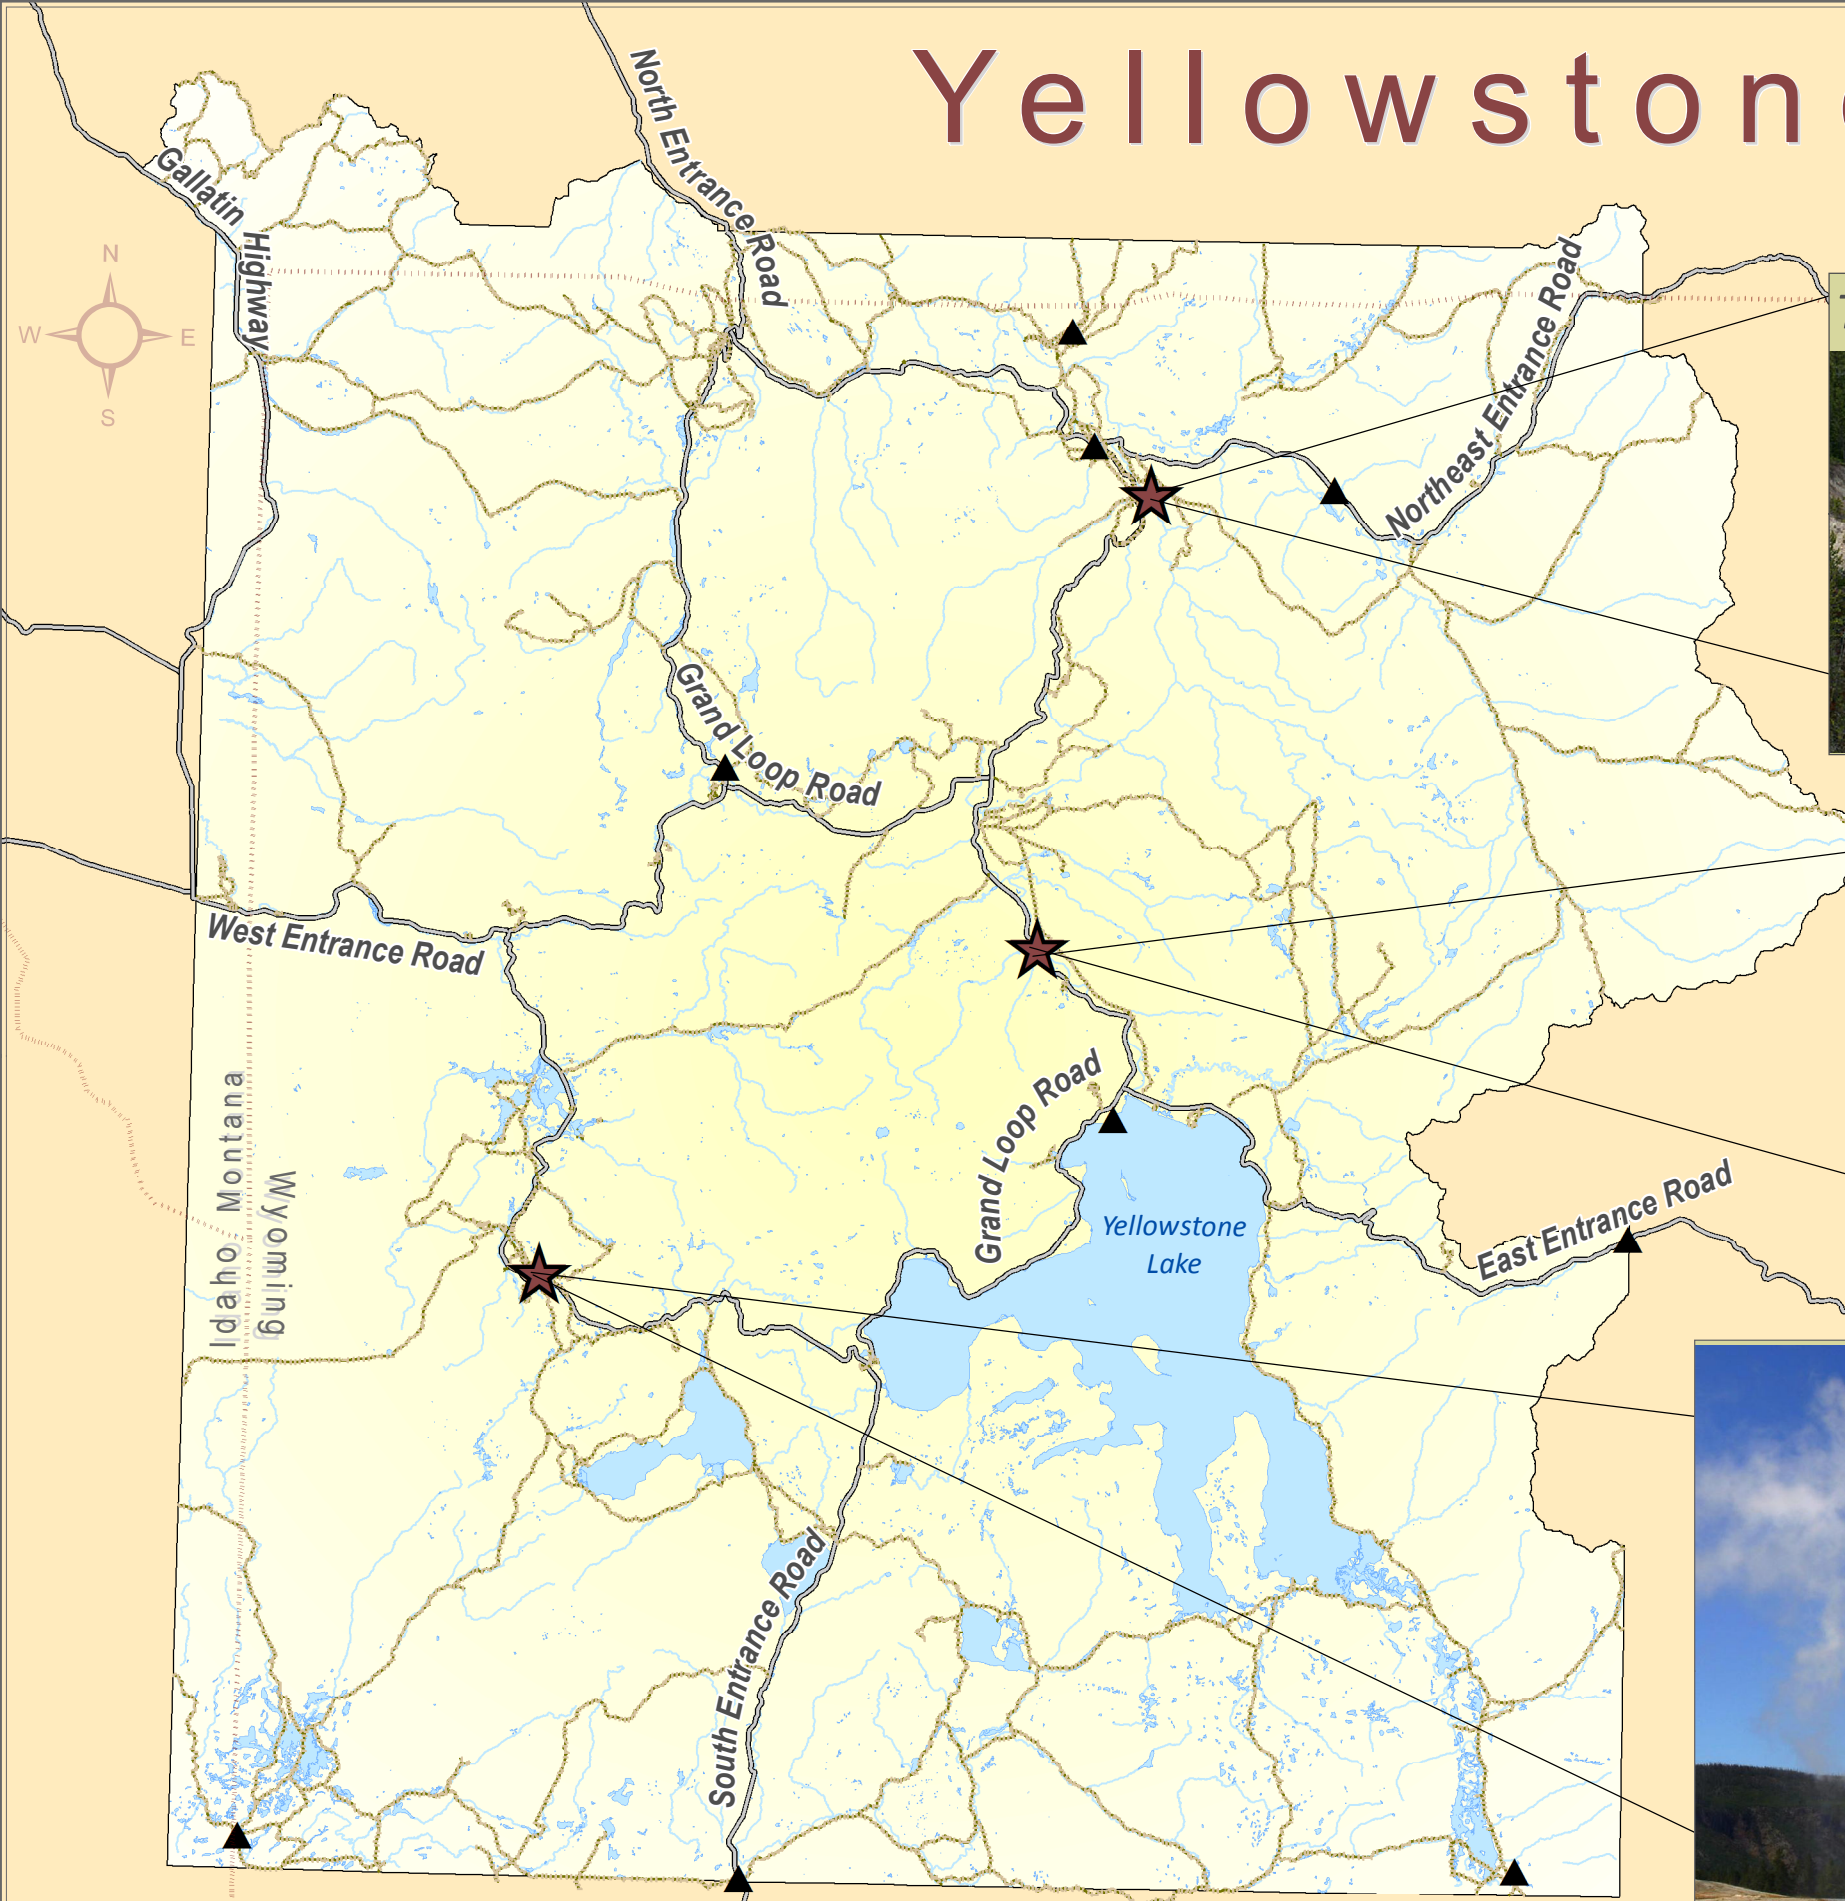 Yellowstone
North Entrance Road
Gallatin Highway
N
W
E
S
Northeast Entrance Road
Grand Loop Road
West Entrance Road
Grand Loop Road
Idaho
Montana
Wyoming
Yellowstone
Lake
East Entrance Road
South Entrance Road